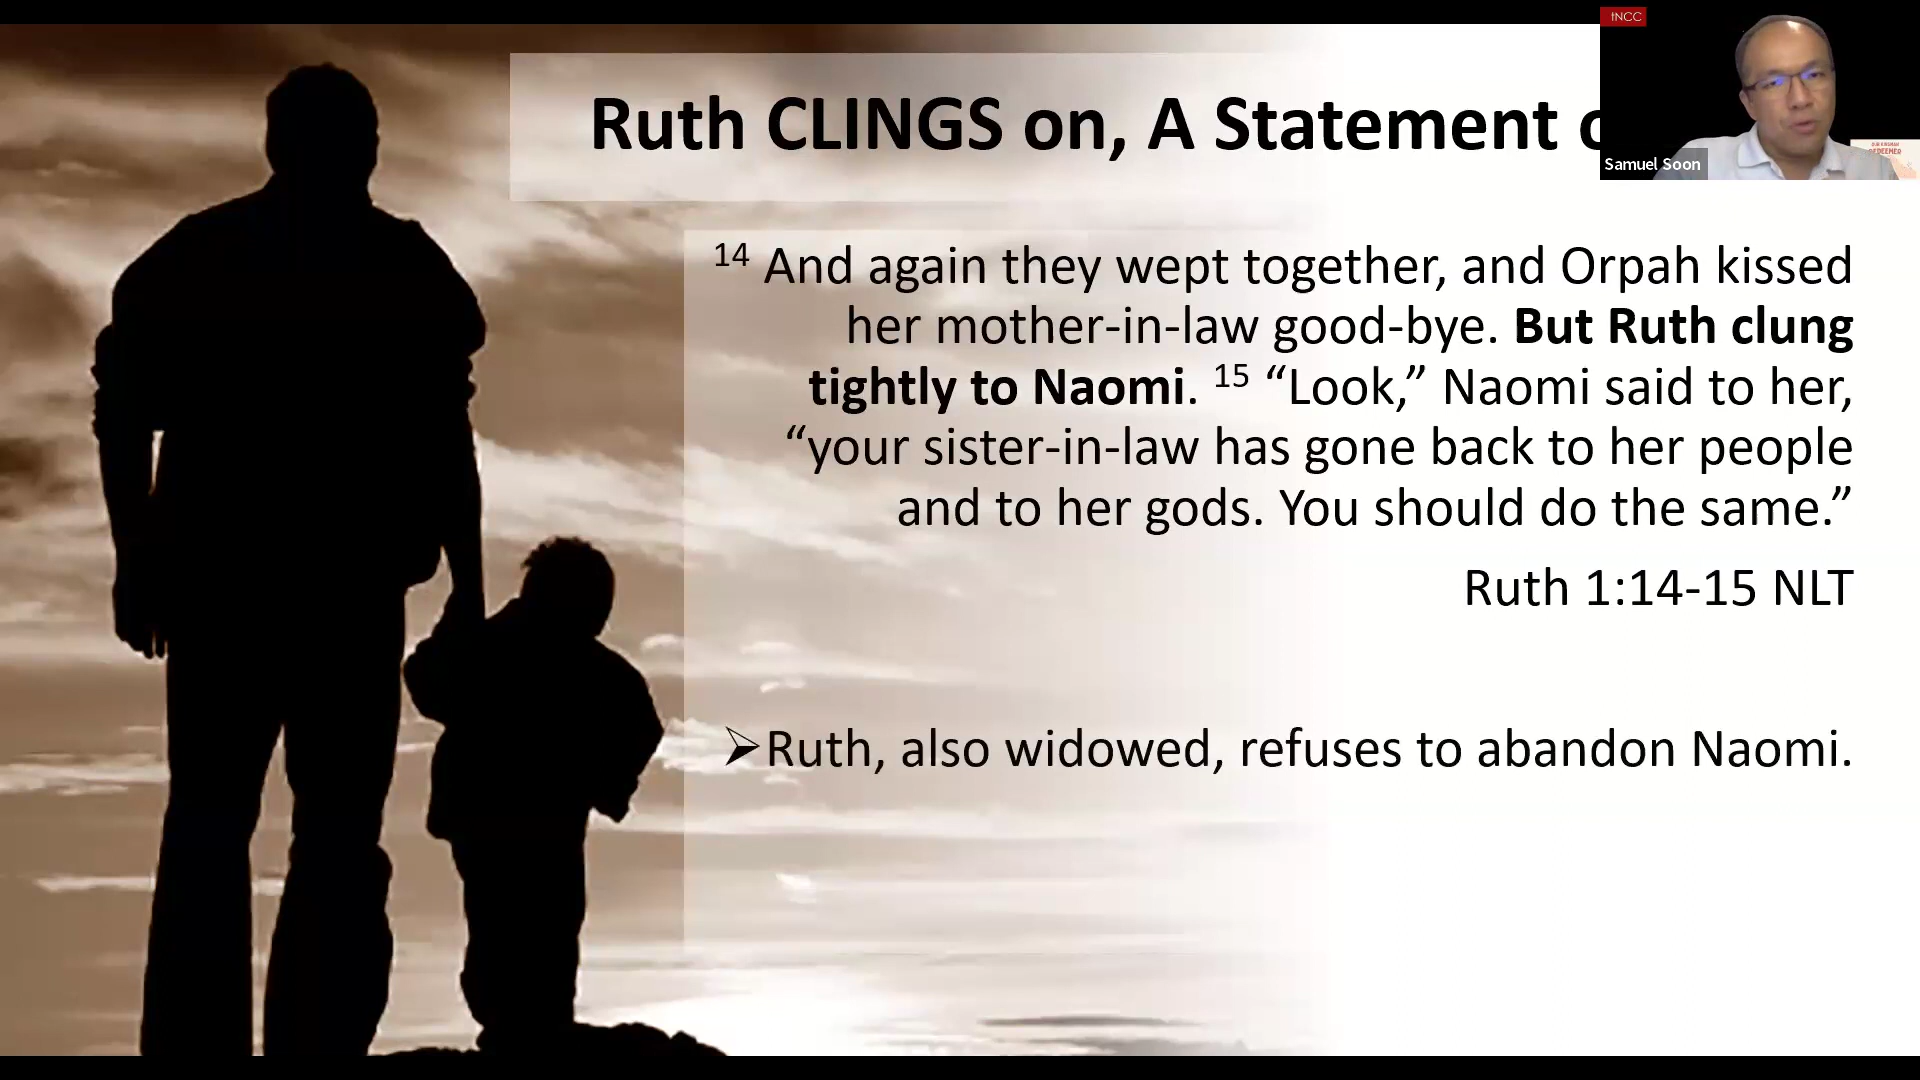 tNCC
Ruth CLINGS on, A Statement
Samuel Soon
REDEEMER
14 And again they wept together, and Orpah kissed
her mother-in-law good-bye. But Ruth clung
tightly to Naomi. 15 “Look,” Naomi said to her,
“your sister-in-law has gone back to her people
and to her gods. You should do the same.”
Ruth 1:14-15 NLT
➢Ruth, also widowed, refuses to abandon Naomi.